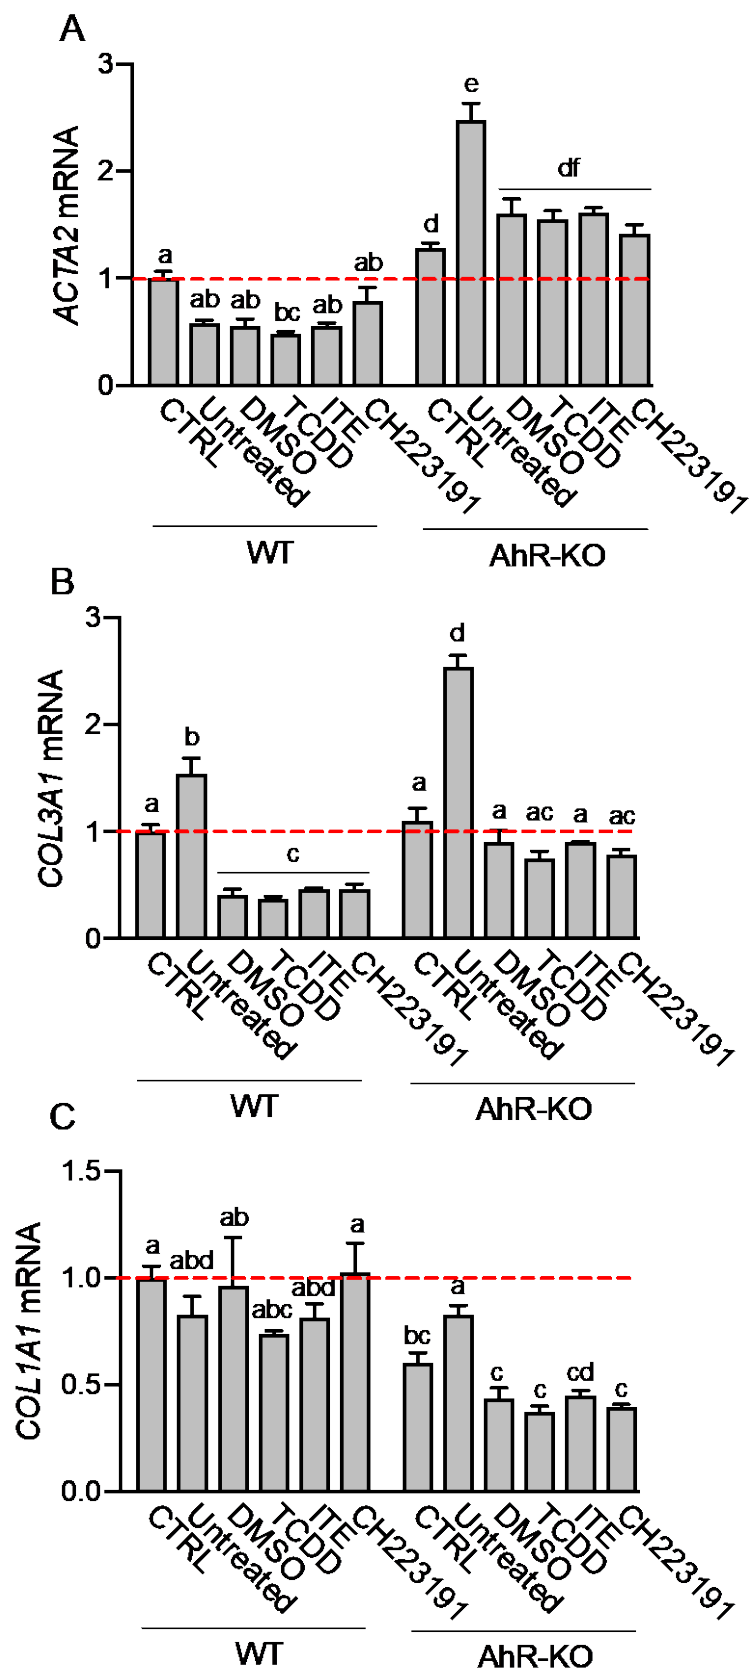 A
ACTA2 mRNA
3
2
1
0
a
ab
ab
bc
ab
ab
d
e
df
CTRL
Untreated
DMSO
TCDD
ITE
CH223191
CTRL
Untreated
DMSO
TCDD
ITE
CH223191
WT
AhR-KO
B
COL3A1 mRNA
3
2
1
0
a
b
c
a
d
a
ac
a
ac
CTRL
Untreated
DMSO
TCDD
ITE
CH223191
CTRL
Untreated
DMSO
TCDD
ITE
CH223191
WT
AhR-KO
C
COL1A1 mRNA
1.5
1.0
0.5
0.0
a
abd
ab
abc
abd
a
bc
a
c
c
cd
c
CTRL
Untreated
DMSO
TCDD
ITE
CH223191
CTRL
Untreated
DMSO
TCDD
ITE
CH223191
WT
AhR-KO